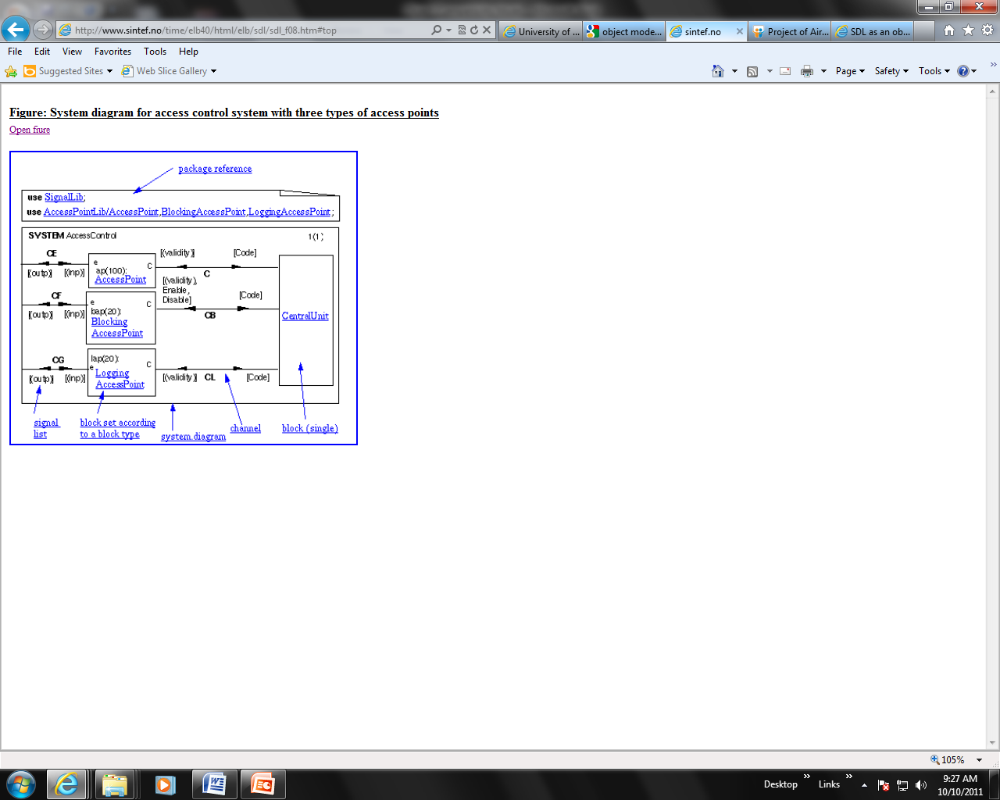 http://www.sintef.no/time/elb40/html/elb/sdl/sdl_f08.htm#top
University of ...
object mode...
sintef.no
Project of Air...
SDL as an ob...
File Edit View Favorites Tools Help
Suggested Sites
Web Slice Gallery
Page
Safety
Tools
Figure: System diagram for access control system with three types of access points
Open fiure
package reference
use SignalLib;
use AccessPointLib/AccessPoint,BlockingAccessPoint,LoggingAccessPoint;
SYSTEM AccessControl
1(1)
CE
[(outp)] [(inp)]
e
C
ap(100):
AccessPoint
[(validity)] [Code]
C
CF
[(outp)] [(inp)]
e
C
bap(20):
Blocking
AccessPoint
[(validity),
Enable,
Disable]
[Code]
CB
CentralUnit
CG
[(outp)] [(inp)]
lap(20):
e
C
Logging
AccessPoint
[(validity)] CL [Code]
signal
list
block set according
to a block type
system.diagram
channel
block (single)
105%
Desktop
Links
9:27 AM
10/10/2011